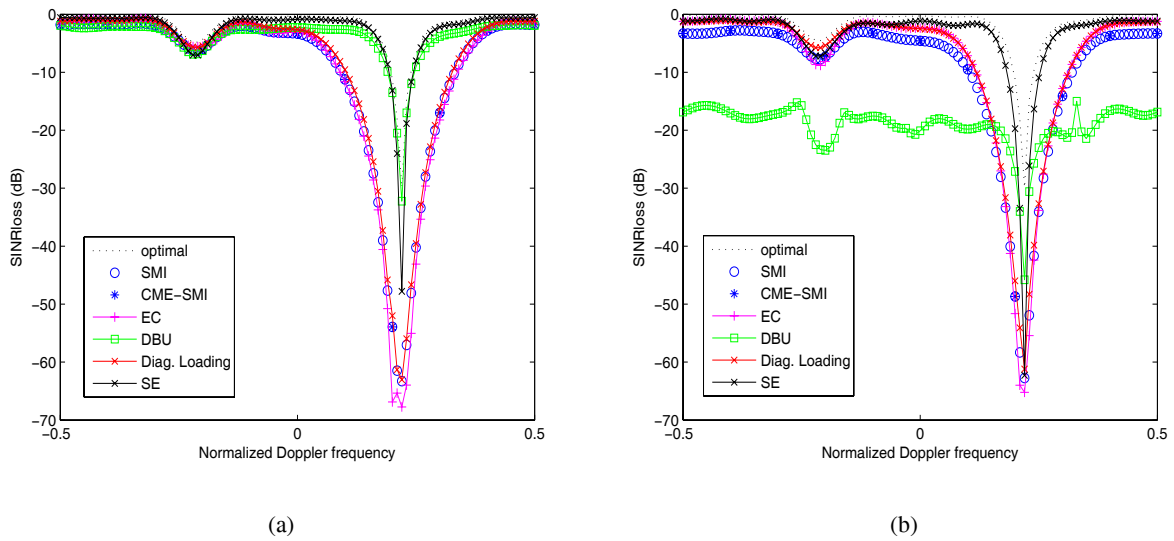 0
−10
−20
−30
−40
−50
−60
−70
−0.5
0
0.5
SINRloss (dB)
Normalized Doppler frequency
optimal
SMI
CME−SMI
EC
DBU
Diag. Loading
SE
(a)
0
−10
−20
−30
−40
−50
−60
−70
−0.5
0
0.5
SINRloss (dB)
Normalized Doppler frequency
optimal
SMI
CME−SMI
EC
DBU
Diag. Loading
SE
(b)